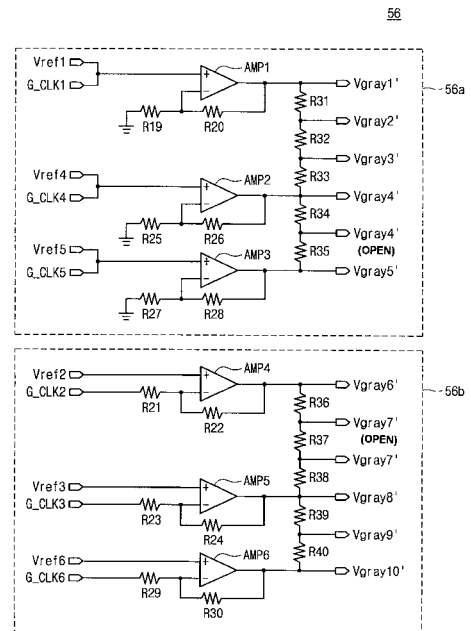 56
Vref1
G_CLK1
AMP1
R19
R20
Vgray1'
R31
56a
Vgray2'
R32
Vgray3'
R33
Vref4
G_CLK4
AMP2
R25
R26
Vgray4'
R34
Vgray4'
(OPEN)
Vref5
G_CLK5
AMP3
R27
R28
R35
Vgray5'
Vref2
G_CLK2
AMP4
R21
R22
Vgray6'
R36
56b
Vgray7'
(OPEN)
R37
Vgray7'
R38
Vref3
G_CLK3
AMP5
R23
R24
Vgray8'
R39
Vgray9'
Vref6
G_CLK6
AMP6
R29
R30
R40
Vgray10'